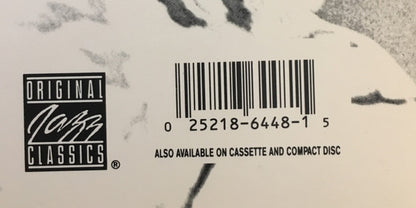 ORIGINAL
Jazz
CLASSICS®
0 25218-6448-1 5
ALSO AVAILABLE ON CASSETTE AND COMPACT DISC